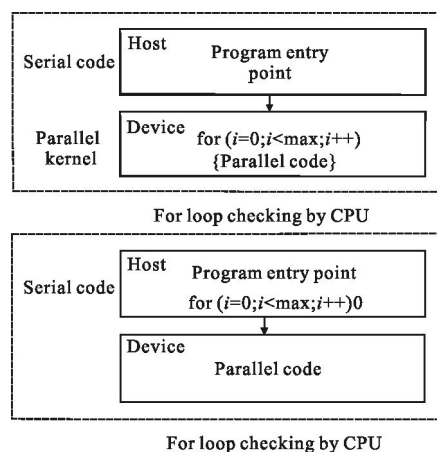 Host
Serial code
Program entry
point
Device
Parallel
kernel
for (i=0;i<max;i++)
{Parallel code}
For loop checking by CPU
Host
Serial code
Program entry point
for (i=0;i<max;i++)0
Device
Parallel code
For loop checking by CPU